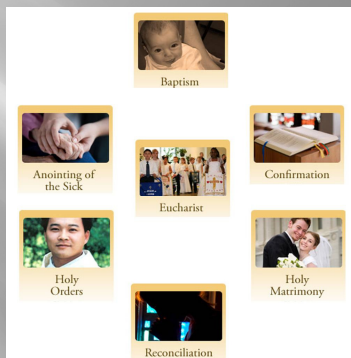 Baptism
Anointing of
the Sick
Confirmation
Eucharist
Holy
Orders
Holy
Matrimony
Reconciliation